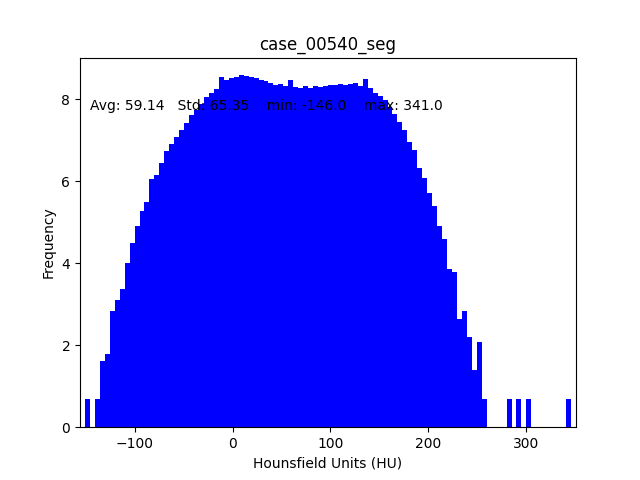 case_00540_seg
Avg: 59.14 Std: 65.35 min: -146.0 max: 341.0
8
6
4
2
0
Frequency
−100 0 100 200 300
Hounsfield Units (HU)